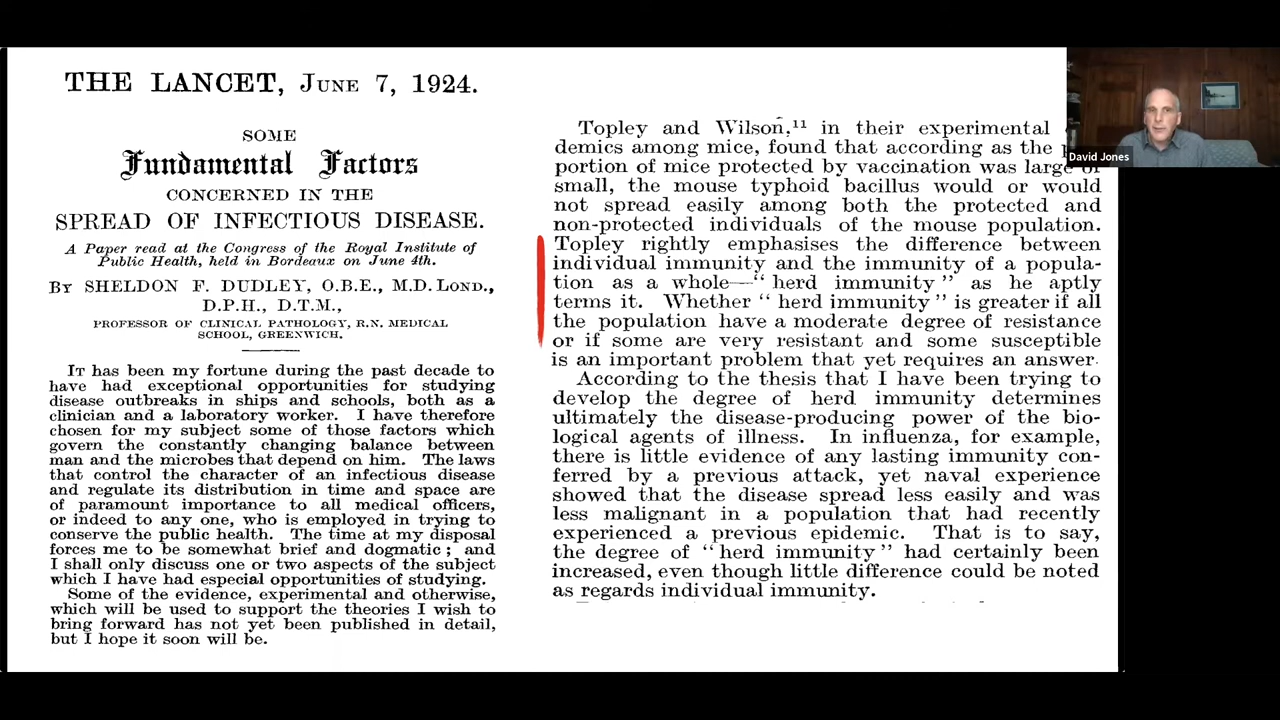 THE LANCET, JUNE 7, 1924.
SOME
Fundamental Factors
CONCERNED IN THE
SPREAD OF INFECTIOUS DISEASE.
A Paper read at the Congress of the Royal Institute of
Public Health, held in Bordeaux on June 4th.
BY SHELDON F. DUDLEY, O.B.E., M.D. LOND.,
D.P.H., D.T.M.,
PROFESSOR OF CLINICAL PATHOLOGY, R.N. MEDICAL
SCHOOL, GREENWICH.
IT has been my fortune during the past decade to
have had exceptional opportunities for studying
disease outbreaks in ships and schools, both as a
clinician and a laboratory worker. I have therefore
chosen for my subject some of those factors which
govern the constantly changing balance between
man and the microbes that depend on him. The laws
that control the character of an infectious disease
and regulate its distribution in time and space are
of paramount importance to all medical officers,
or indeed to any one, who is employed in trying to
conserve the public health. The time at my disposal
forces me to be somewhat brief and dogmatic; and
I shall only discuss one or two aspects of the subject
which I have had especial opportunities of studying.
Some of the evidence, experimental and otherwise,
which will be used to support the theories I wish to
bring forward has not yet been published in detail,
but I hope it soon will be.
Topley and Wilson,11 in their experimental
demics among mice, found that according as the
portion of mice protected by vaccination was large or
small, the mouse typhoid bacillus would or would
not spread easily among both the protected and
non-protected individuals of the mouse population.
Topley rightly emphasises the difference between
individual immunity and the immunity of a popula-
tion as a whole—"herd immunity" as he aptly
terms it. Whether "herd immunity" is greater if all
the population have a moderate degree of resistance
or if some are very resistant and some susceptible
is an important problem that yet requires an answer.
According to the thesis that I have been trying to
develop the degree of herd immunity determines
ultimately the disease-producing power of the bio-
logical agents of illness. In influenza, for example,
there is little evidence of any lasting immunity con-
ferred by a previous attack, yet naval experience
showed that the disease spread less easily and was
less malignant in a population that had recently
experienced a previous epidemic. That is to say,
the degree of "herd immunity" had certainly been
increased, even though little difference could be noted
as regards individual immunity.
David Jones